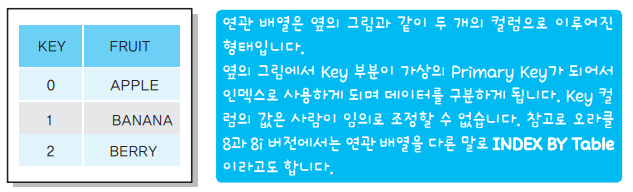 KEY FRUIT
0 APPLE
1 BANANA
2 BERRY
연관 배열은 옆의 그림과 같이 두 개의 컬럼으로 이루어진
형태입니다.
옆의 그림에서 Key 부분이 가상의 Primary Key가 되어서
인덱스로 사용하게 되며 데이터를 구분하게 됩니다. Key 컬
럼의 값은 사람이 임의로 조정할 수 없습니다. 참고로 오라클
8과 8i 버전에서는 연관 배열을 다른 말로 INDEX BY Table
이라고도 합니다.